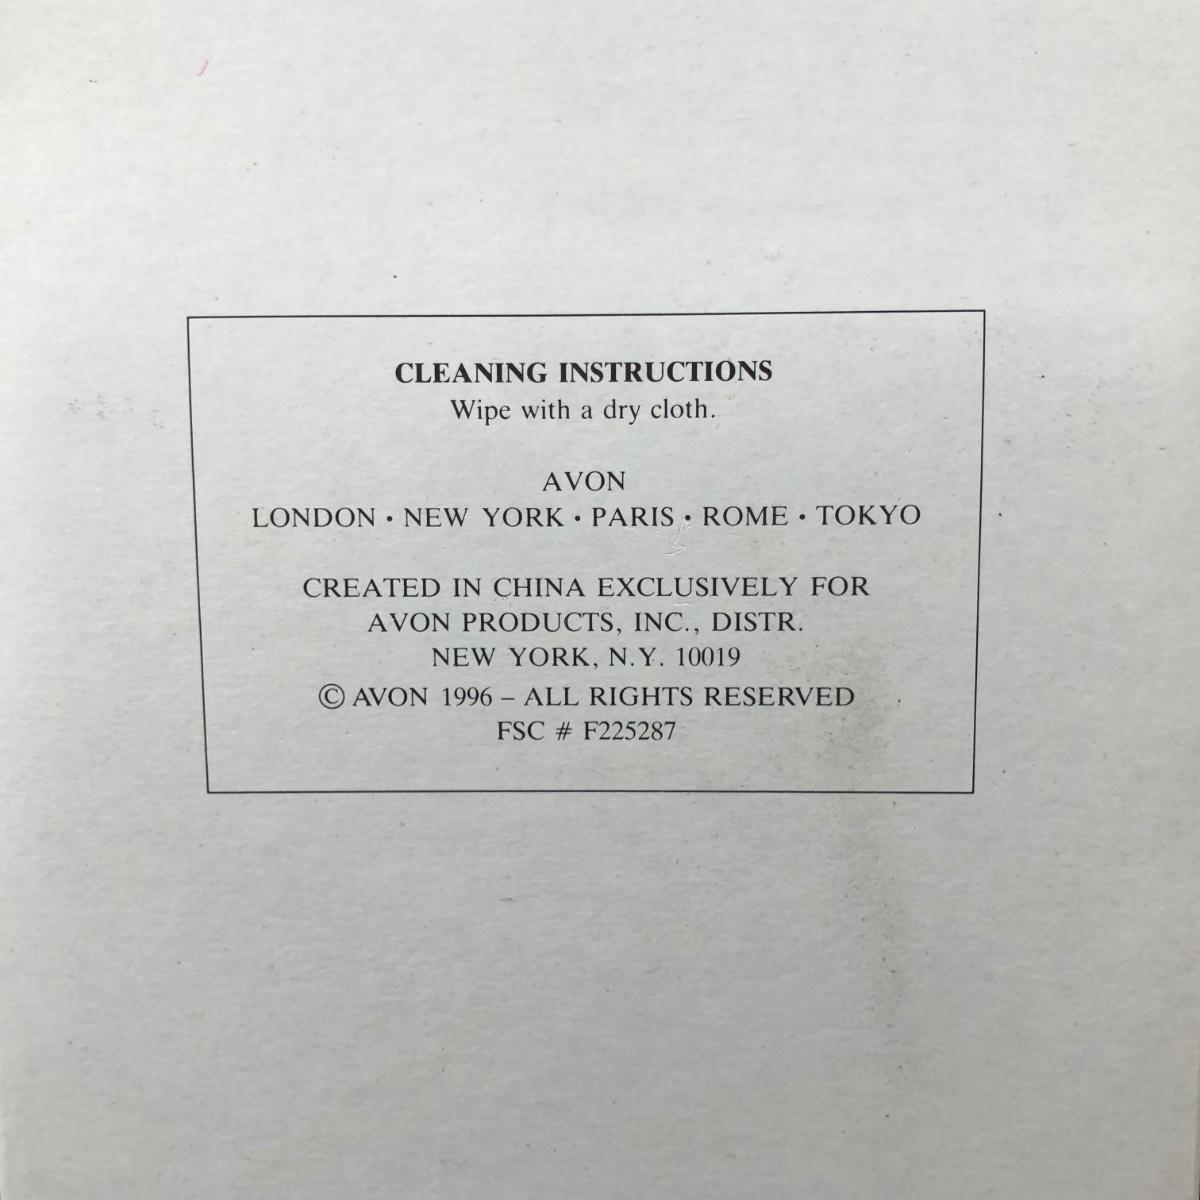 CLEANING INSTRUCTIONS
Wipe with a dry cloth.
AVON
LONDON • NEW YORK • PARIS • ROME • TOKYO
CREATED IN CHINA EXCLUSIVELY FOR
AVON PRODUCTS, INC., DISTR.
NEW YORK, N.Y. 10019
© AVON 1996 – ALL RIGHTS RESERVED
FSC # F225287